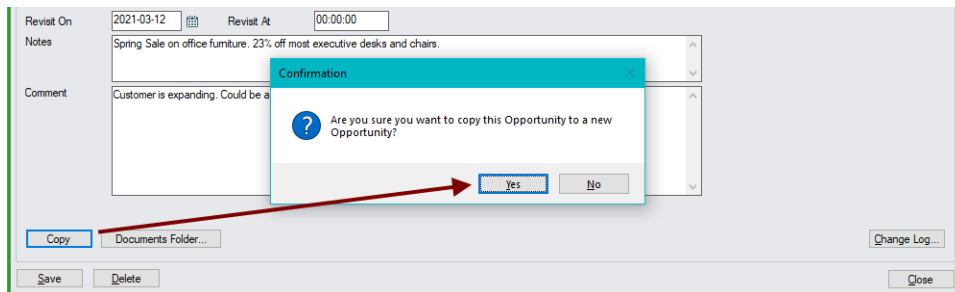 Revisit On 2021-03-12 Revisit At 00:00:00
Notes Spring Sale on office furniture. 23% off most executive desks and chairs.
Confirmation
Comment Customer is expanding. Could be a
Are you sure you want to copy this Opportunity to a new
Opportunity?
Yes No
Copy Documents Folder... Change Log...
Save Delete Close